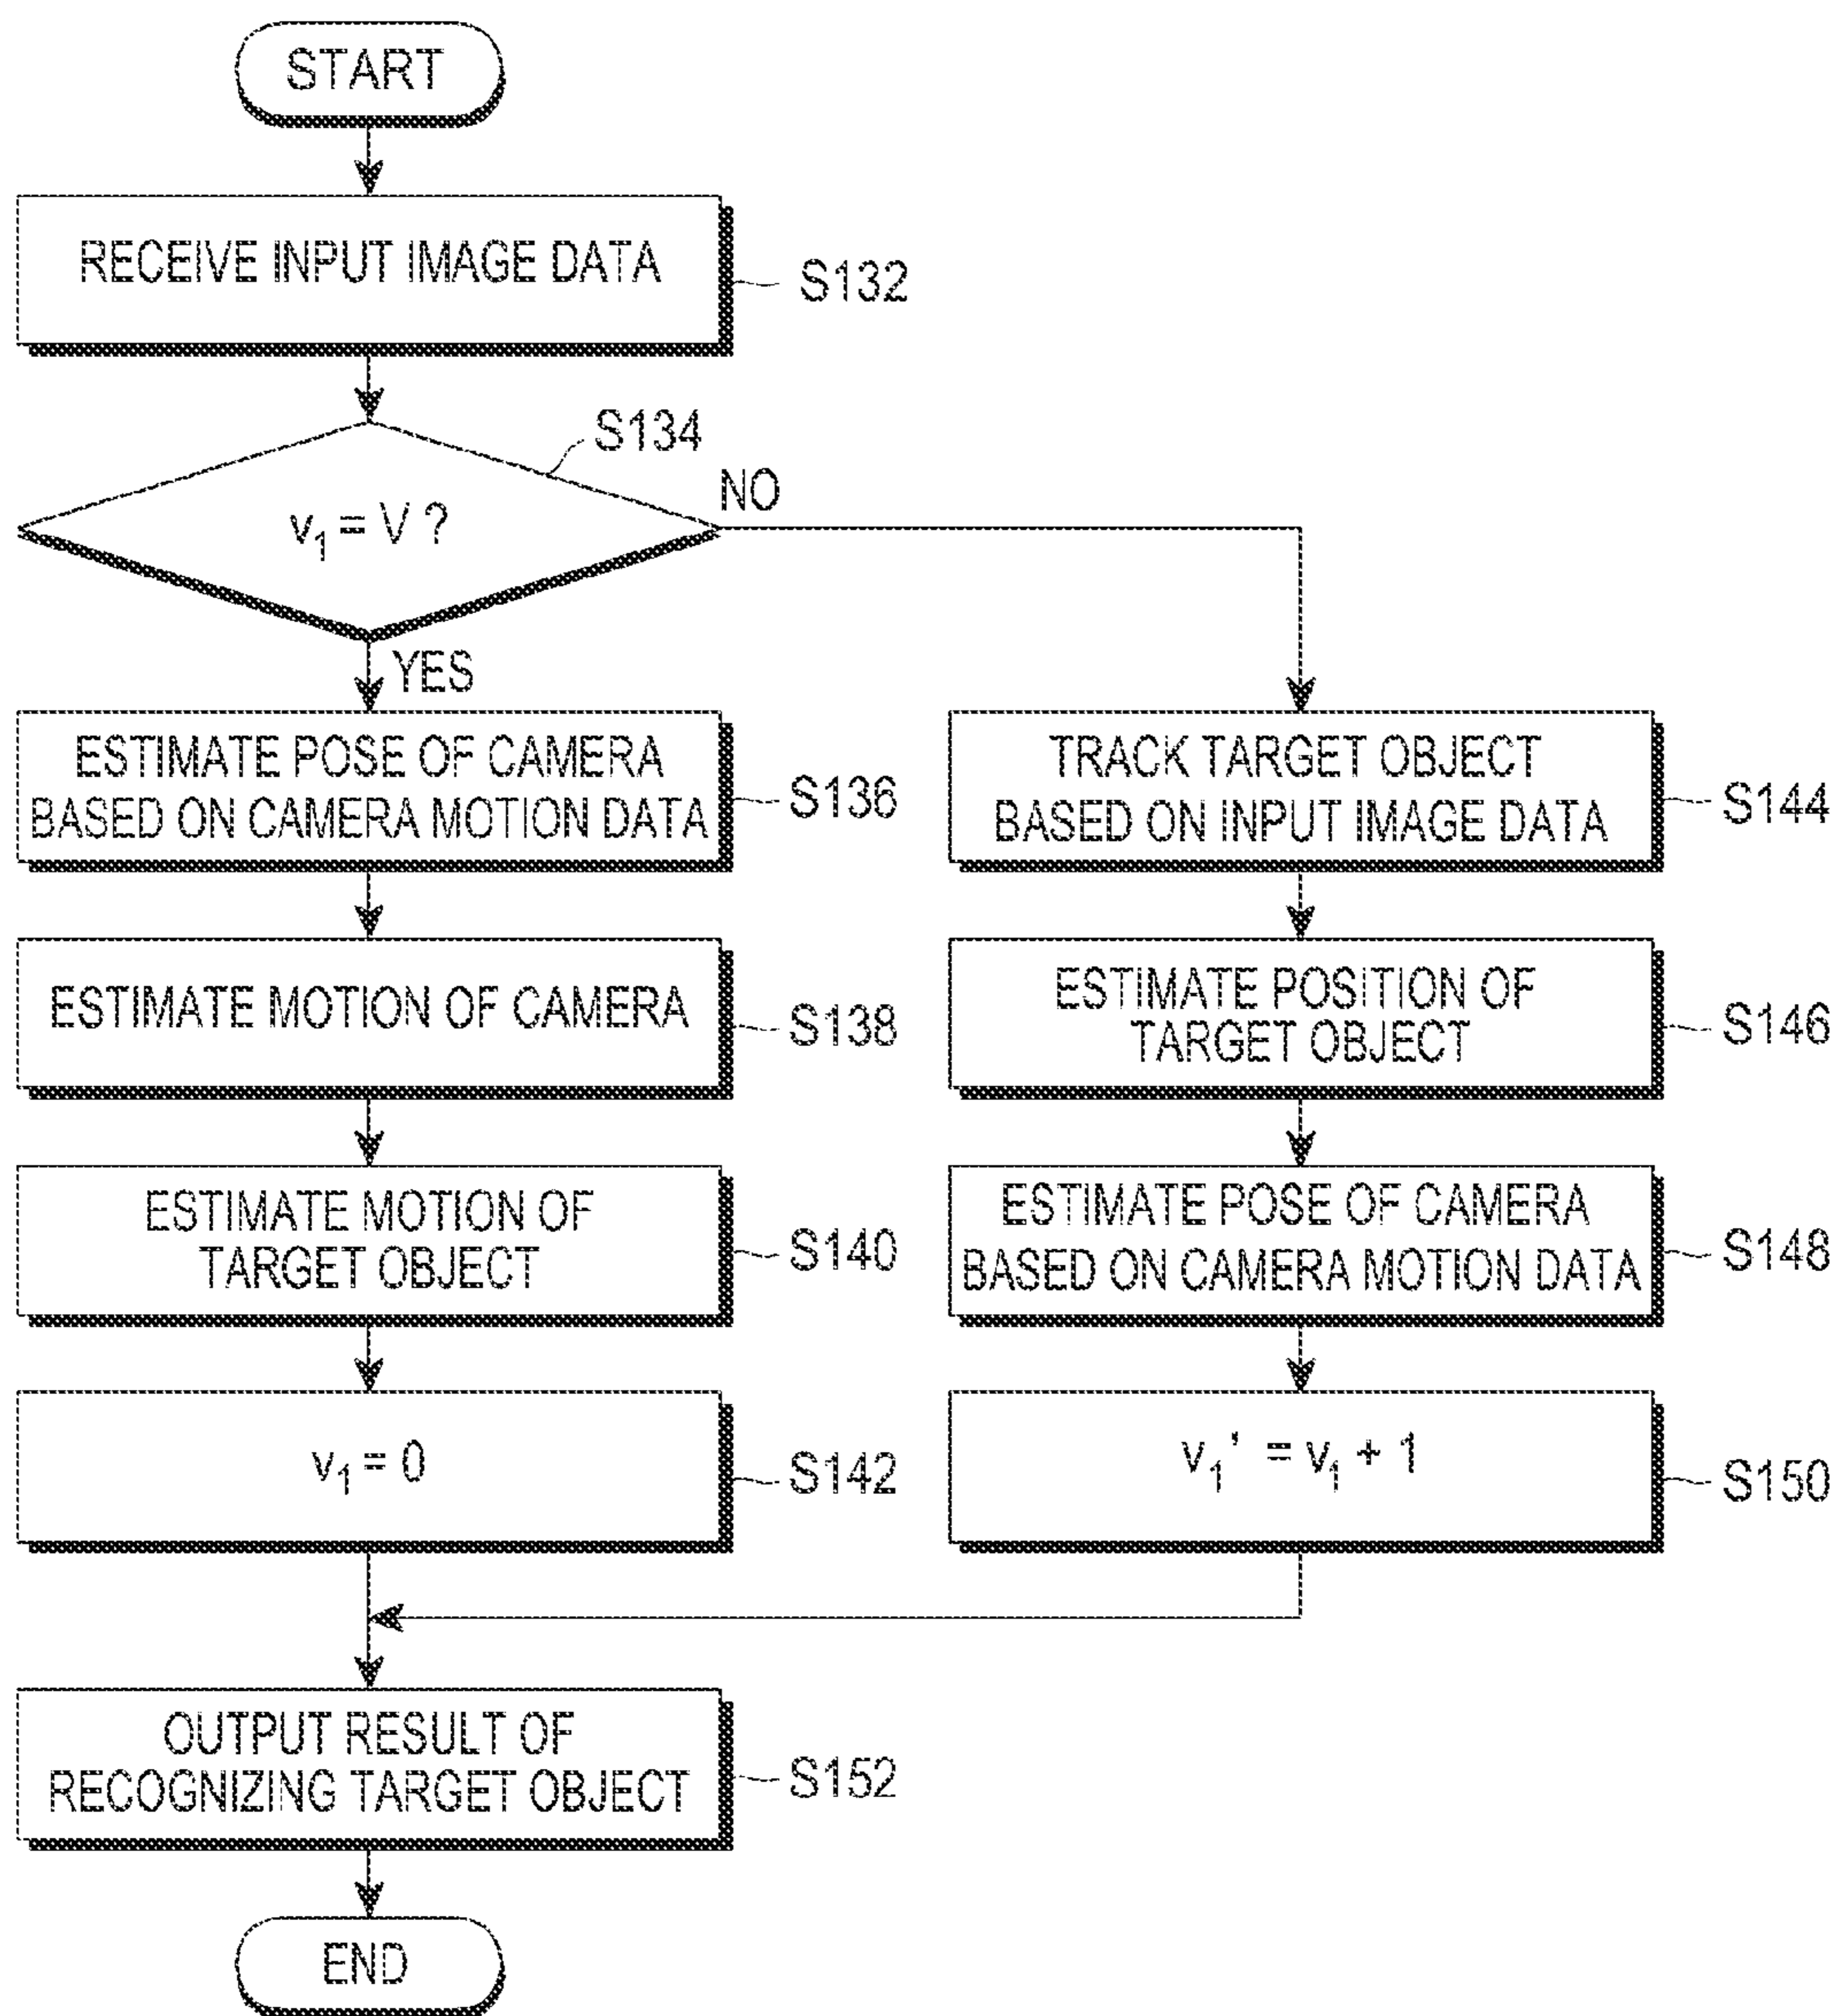 START
RECEIVE INPUT IMAGE DATA
S132
S134
v₁ = V ?
NO
YES
ESTIMATE POSE OF CAMERA
BASED ON CAMERA MOTION DATA
S136
ESTIMATE MOTION OF CAMERA
S138
ESTIMATE MOTION OF
TARGET OBJECT
S140
v₁ = 0
S142
TRACK TARGET OBJECT
BASED ON INPUT IMAGE DATA
S144
ESTIMATE POSITION OF
TARGET OBJECT
S146
ESTIMATE POSE OF CAMERA
BASED ON CAMERA MOTION DATA
S148
v₁' = v₁ + 1
S150
OUTPUT RESULT OF
RECOGNIZING TARGET OBJECT
S152
END